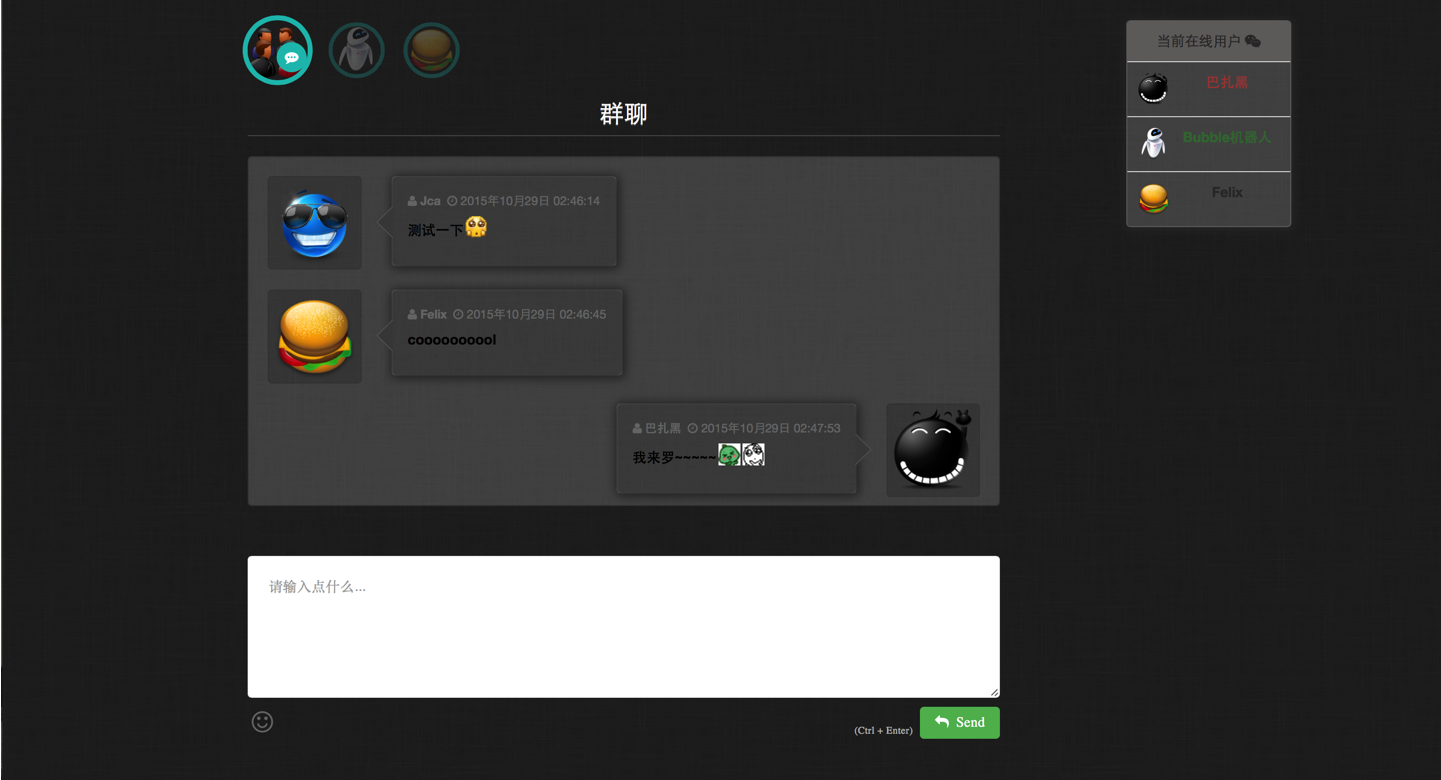 群聊
Jca 2015年10月29日 02:46:14
测试一下
Felix 2015年10月29日 02:46:45
coooooooool
巴扎黑 2015年10月29日 02:47:53
我来罗~~~~~
请输入点什么...
(Ctrl + Enter) Send
当前在线用户
巴扎黑
Bubble机器人
Felix